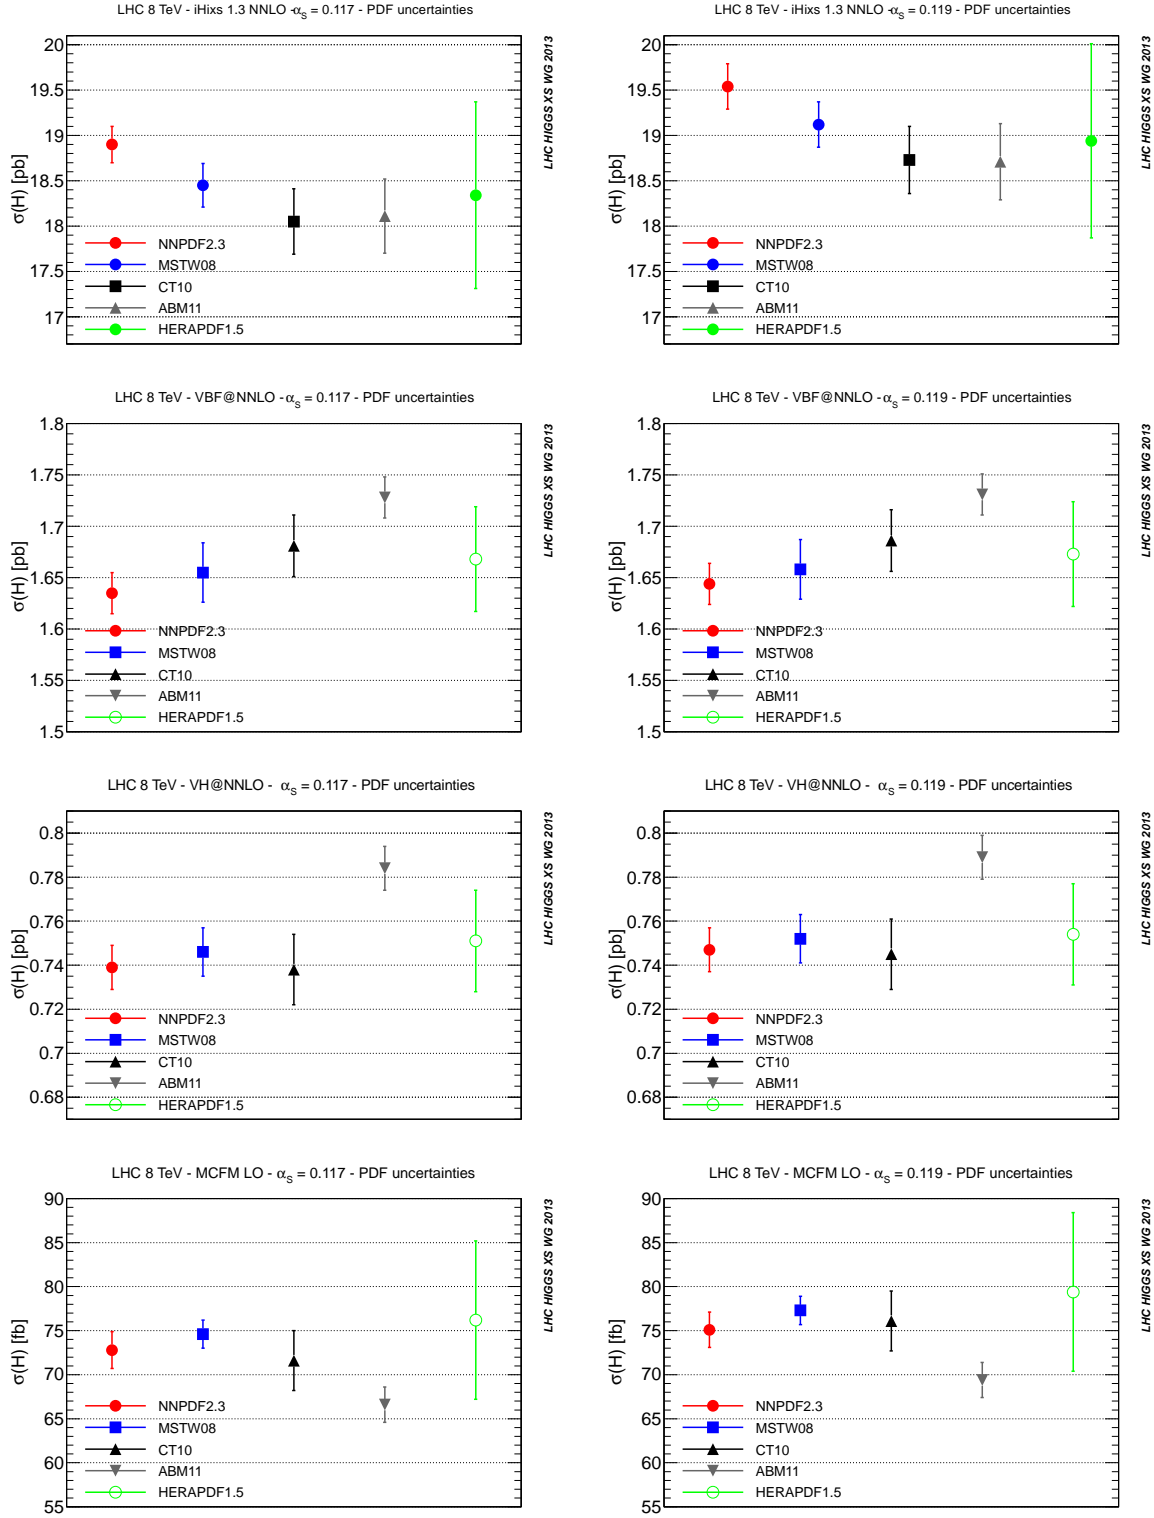 LHC 8 TeV - iHixs 1.3 NNLO -αS = 0.117 - PDF uncertainties
σ(H) [pb]
20
19.5
19
18.5
18
17.5
17
NNPDF2.3
MSTW08
CT10
ABM11
HERAPDF1.5
LHC HIGGS XS WG 2013
LHC 8 TeV - iHixs 1.3 NNLO -αS = 0.119 - PDF uncertainties
σ(H) [pb]
20
19.5
19
18.5
18
17.5
17
NNPDF2.3
MSTW08
CT10
ABM11
HERAPDF1.5
LHC HIGGS XS WG 2013
LHC 8 TeV - VBF@NNLO -αS = 0.117 - PDF uncertainties
σ(H) [pb]
1.8
1.75
1.7
1.65
1.6
1.55
1.5
NNPDF2.3
MSTW08
CT10
ABM11
HERAPDF1.5
LHC HIGGS XS WG 2013
LHC 8 TeV - VBF@NNLO -αS = 0.119 - PDF uncertainties
σ(H) [pb]
1.8
1.75
1.7
1.65
1.6
1.55
1.5
NNPDF2.3
MSTW08
CT10
ABM11
HERAPDF1.5
LHC HIGGS XS WG 2013
LHC 8 TeV - VH@NNLO - αS = 0.117 - PDF uncertainties
σ(H) [pb]
0.8
0.78
0.76
0.74
0.72
0.7
0.68
NNPDF2.3
MSTW08
CT10
ABM11
HERAPDF1.5
LHC HIGGS XS WG 2013
LHC 8 TeV - VH@NNLO - αS = 0.119 - PDF uncertainties
σ(H) [pb]
0.8
0.78
0.76
0.74
0.72
0.7
0.68
NNPDF2.3
MSTW08
CT10
ABM11
HERAPDF1.5
LHC HIGGS XS WG 2013
LHC 8 TeV - MCFM LO - αS = 0.117 - PDF uncertainties
σ(H) [fb]
90
85
80
75
70
65
60
55
NNPDF2.3
MSTW08
CT10
ABM11
HERAPDF1.5
LHC HIGGS XS WG 2013
LHC 8 TeV - MCFM LO - αS = 0.119 - PDF uncertainties
σ(H) [fb]
90
85
80
75
70
65
60
55
NNPDF2.3
MSTW08
CT10
ABM11
HERAPDF1.5
LHC HIGGS XS WG 2013